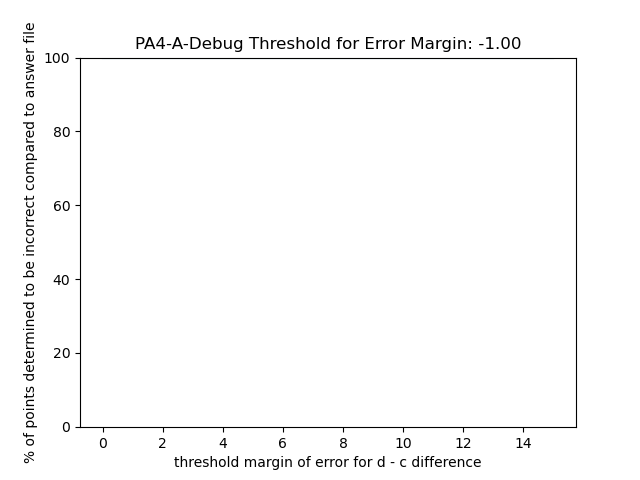 PA4-A-Debug Threshold for Error Margin: -1.00
% of points determined to be incorrect compared to answer file
100
80
60
40
20
0
0 2 4 6 8 10 12 14
threshold margin of error for d - c difference